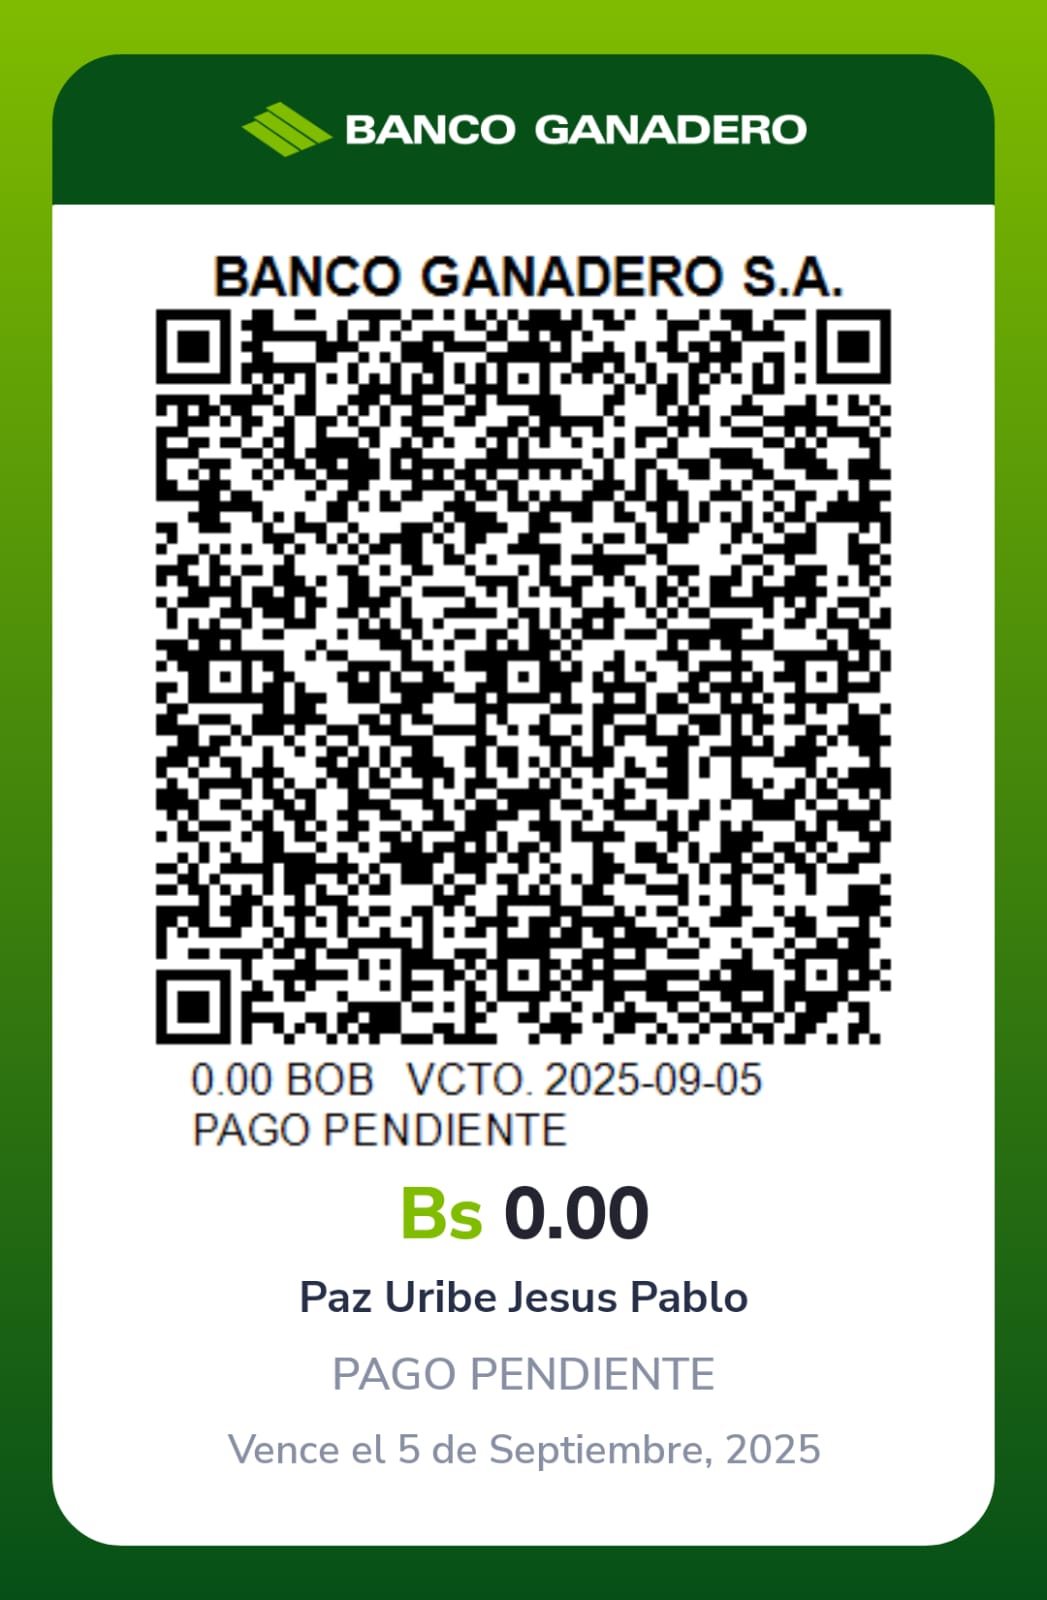 BANCO GANADERO
BANCO GANADERO S.A.
0.00 BOB VCTO. 2025-09-05
PAGO PENDIENTE
Bs 0.00
Paz Uribe Jesus Pablo
PAGO PENDIENTE
Vence el 5 de Septiembre, 2025